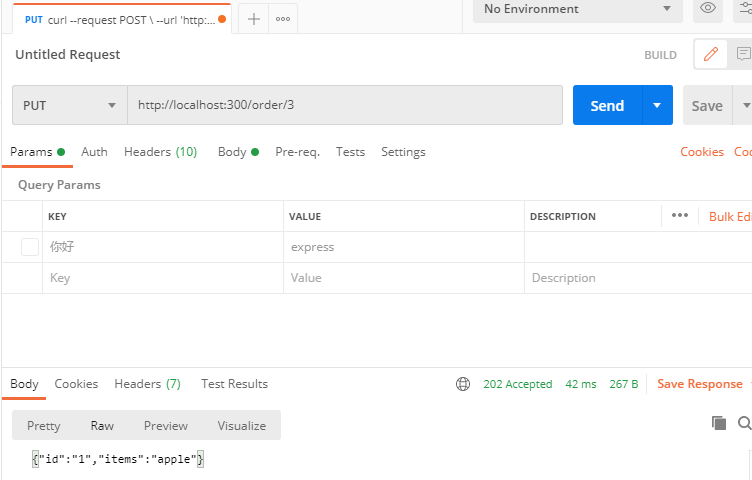 PUT curl --request POST \ --url 'http:...
No Environment
Untitled Request
BUILD
PUT http://localhost:300/order/3 Send Save
Params Auth Headers (10) Body Pre-req. Tests Settings Cookies Coo
Query Params
KEY VALUE DESCRIPTION Bulk Edi
你好 express
Key Value Description
Body Cookies Headers (7) Test Results 202 Accepted 42 ms 267 B Save Response
Pretty Raw Preview Visualize
{"id":"1","items":"apple"}